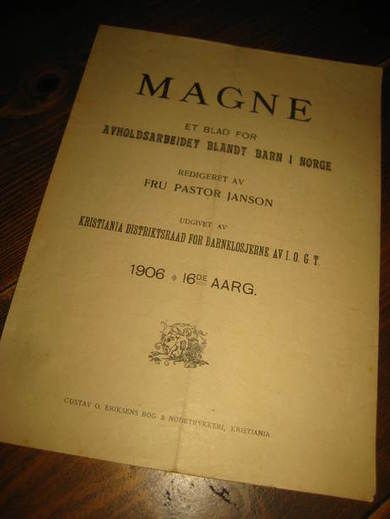 MAGNE
ET BLAD FOR
AVHOLDSARBEIDET BLANDT BARN I NORGE
REDIGERET AV
FRU PASTOR JANSON
UDGIVET AV
KRISTIANIA DISTRIKTSRAAD FOR BARNELOSJERNE AV I. O. G. T.
1906 16DE AARG.
GUSTAV O. ERIKSENS BOG & NODETRYKKERI, KRISTIANIA